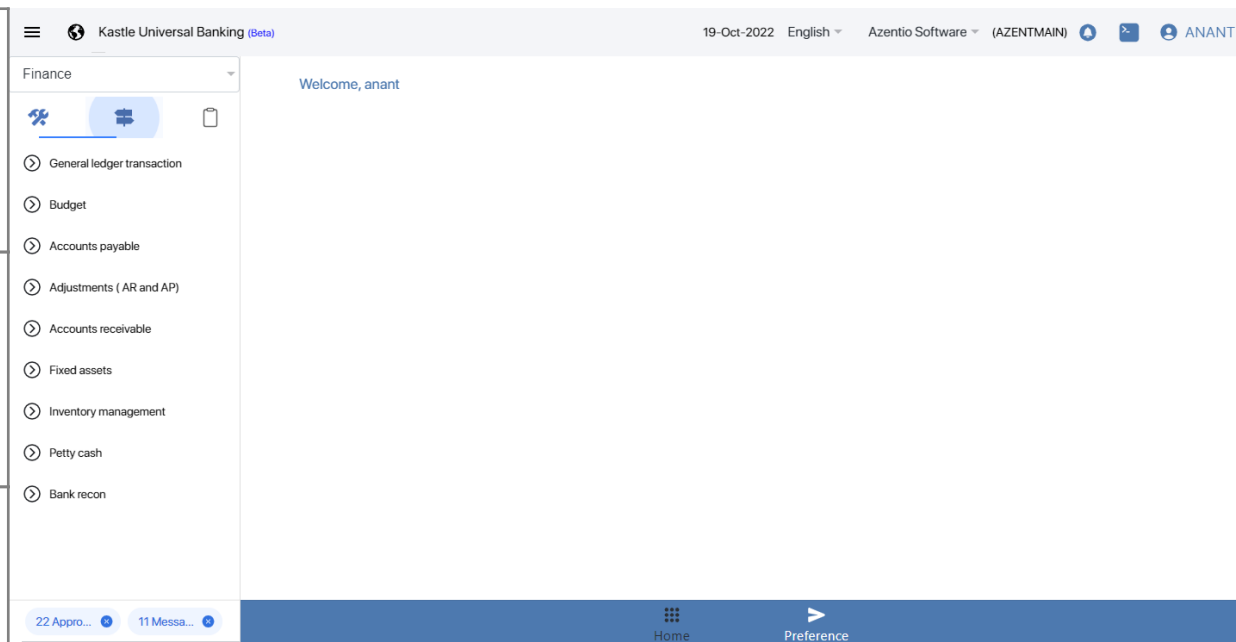 Kastle Universal Banking (Beta) 19-Oct-2022 English Azentio Software (AZENTMAIN) ANANT
Finance
Welcome, anant
General ledger transaction
Budget
Accounts payable
Adjustments ( AR and AP)
Accounts receivable
Fixed assets
Inventory management
Petty cash
Bank recon
22 Appro... 11 Messa...
Home Preference